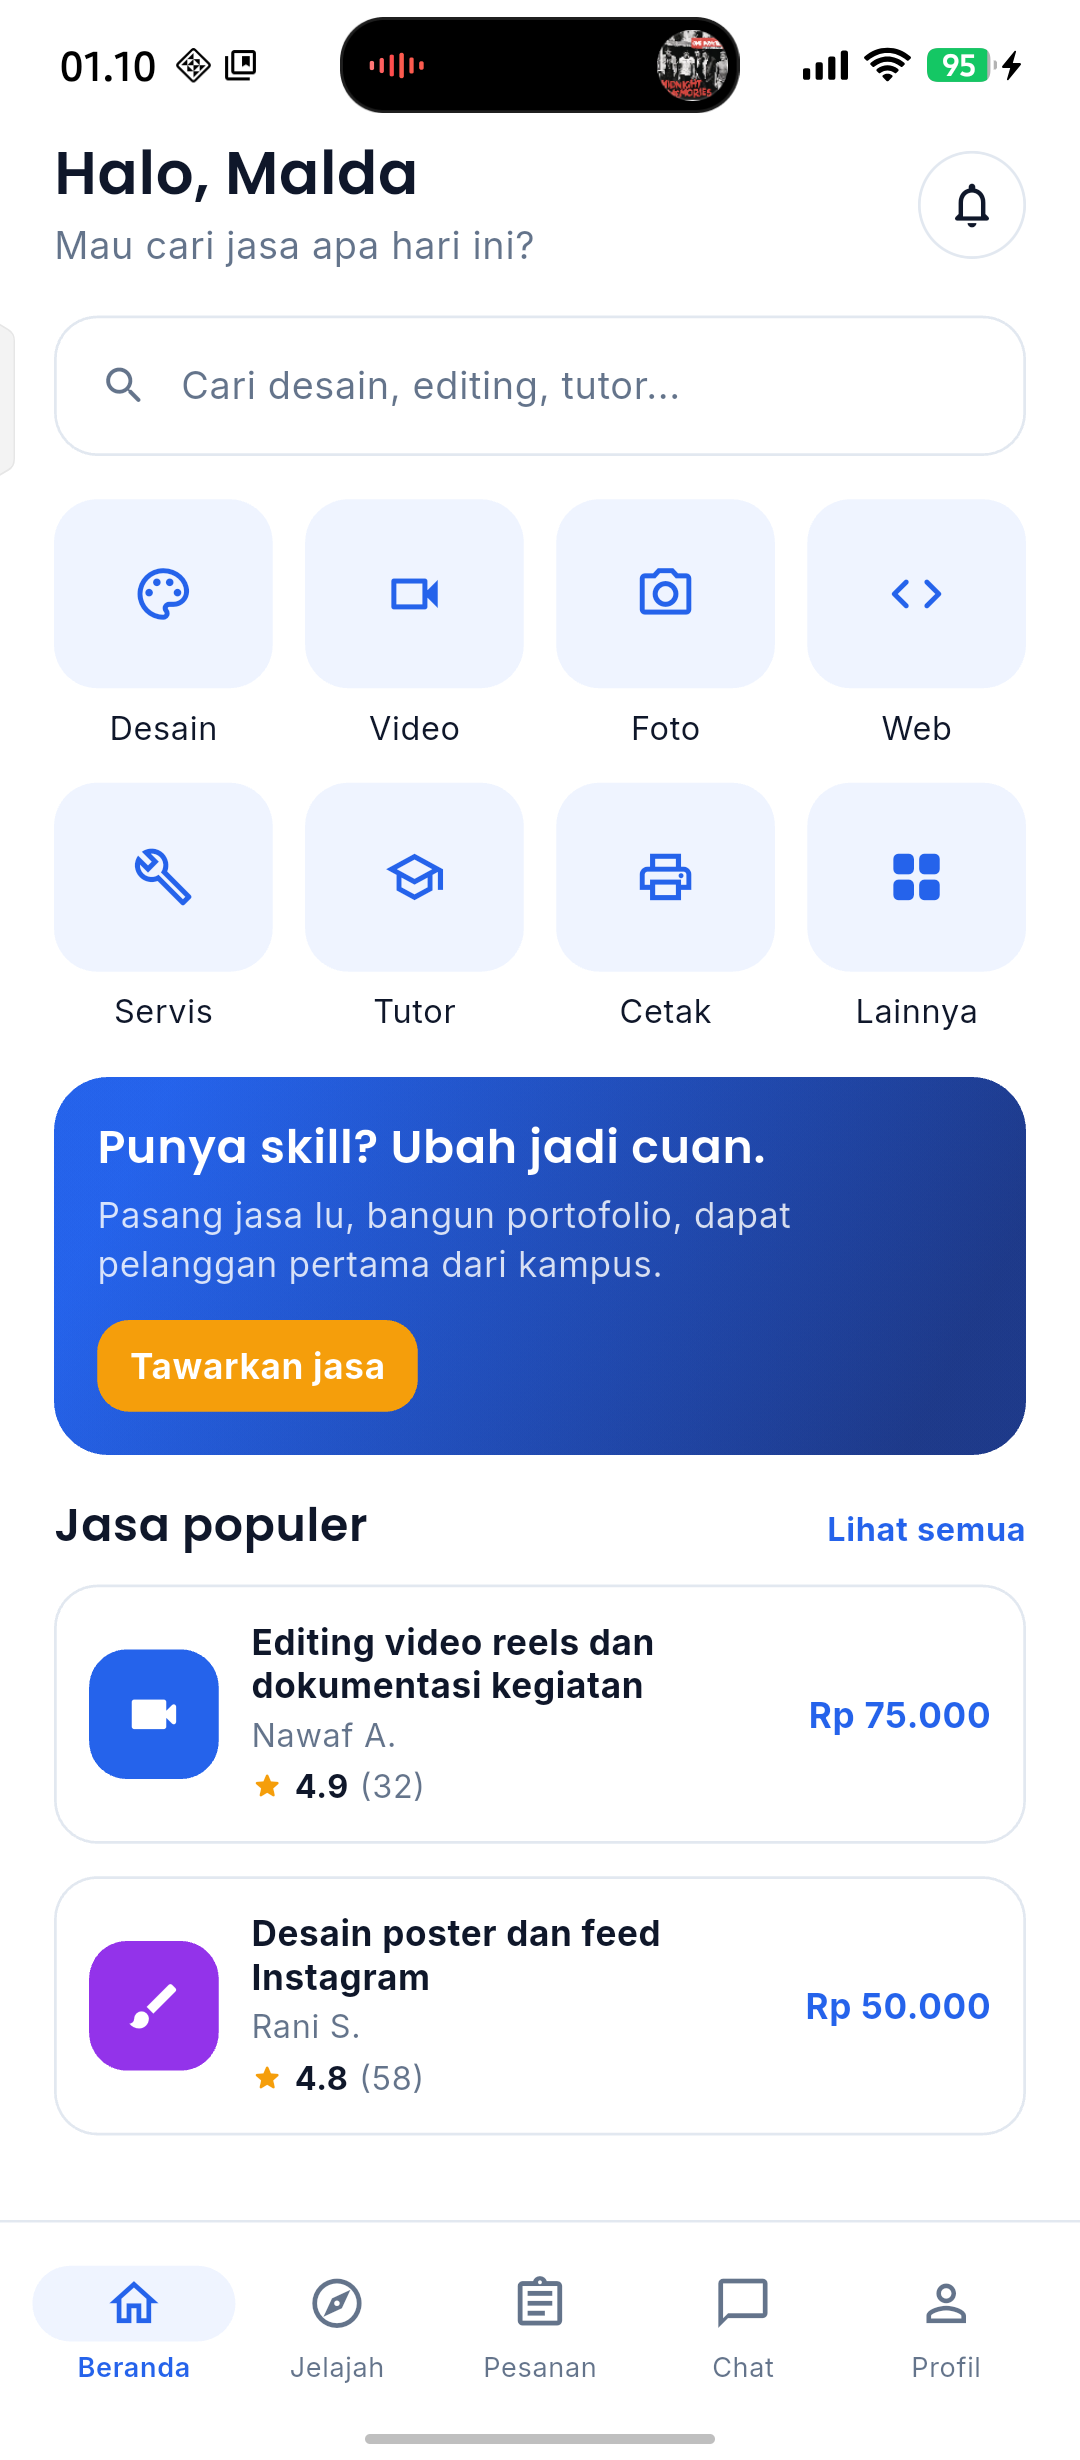 01.10
95
Halo, Malda
Mau cari jasa apa hari ini?
Cari desain, editing, tutor...
Desain
Video
Foto
Web
Servis
Tutor
Cetak
Lainnya
Punya skill? Ubah jadi cuan.
Pasang jasa lu, bangun portofolio, dapat
pelanggan pertama dari kampus.
Tawarkan jasa
Jasa populer
Lihat semua
Editing video reels dan
dokumentasi kegiatan
Nawaf A.
4.9 (32)
Rp 75.000
Desain poster dan feed
Instagram
Rani S.
4.8 (58)
Rp 50.000
Beranda
Jelajah
Pesanan
Chat
Profil